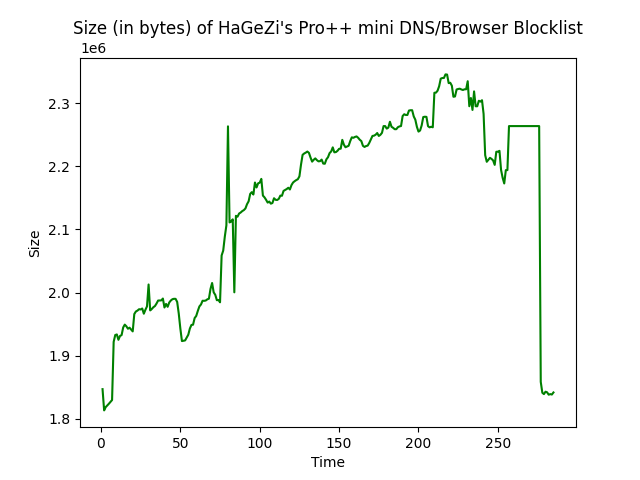 Size (in bytes) of HaGeZi's Pro++ mini DNS/Browser Blocklist
1e6
2.3
2.2
2.1
2.0
1.9
1.8
Size
0 50 100 150 200 250
Time